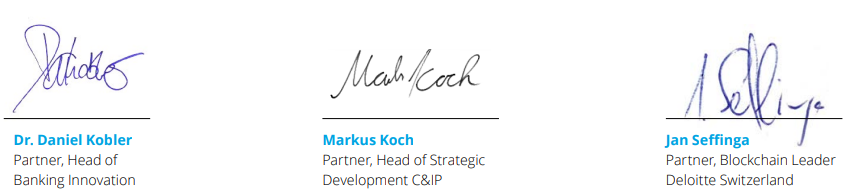 Dr. Daniel Kobler
Partner, Head of
Banking Innovation
Markus Koch
Partner, Head of Strategic
Development C&IP
Jan Seffinga
Partner, Blockchain Leader
Deloitte Switzerland